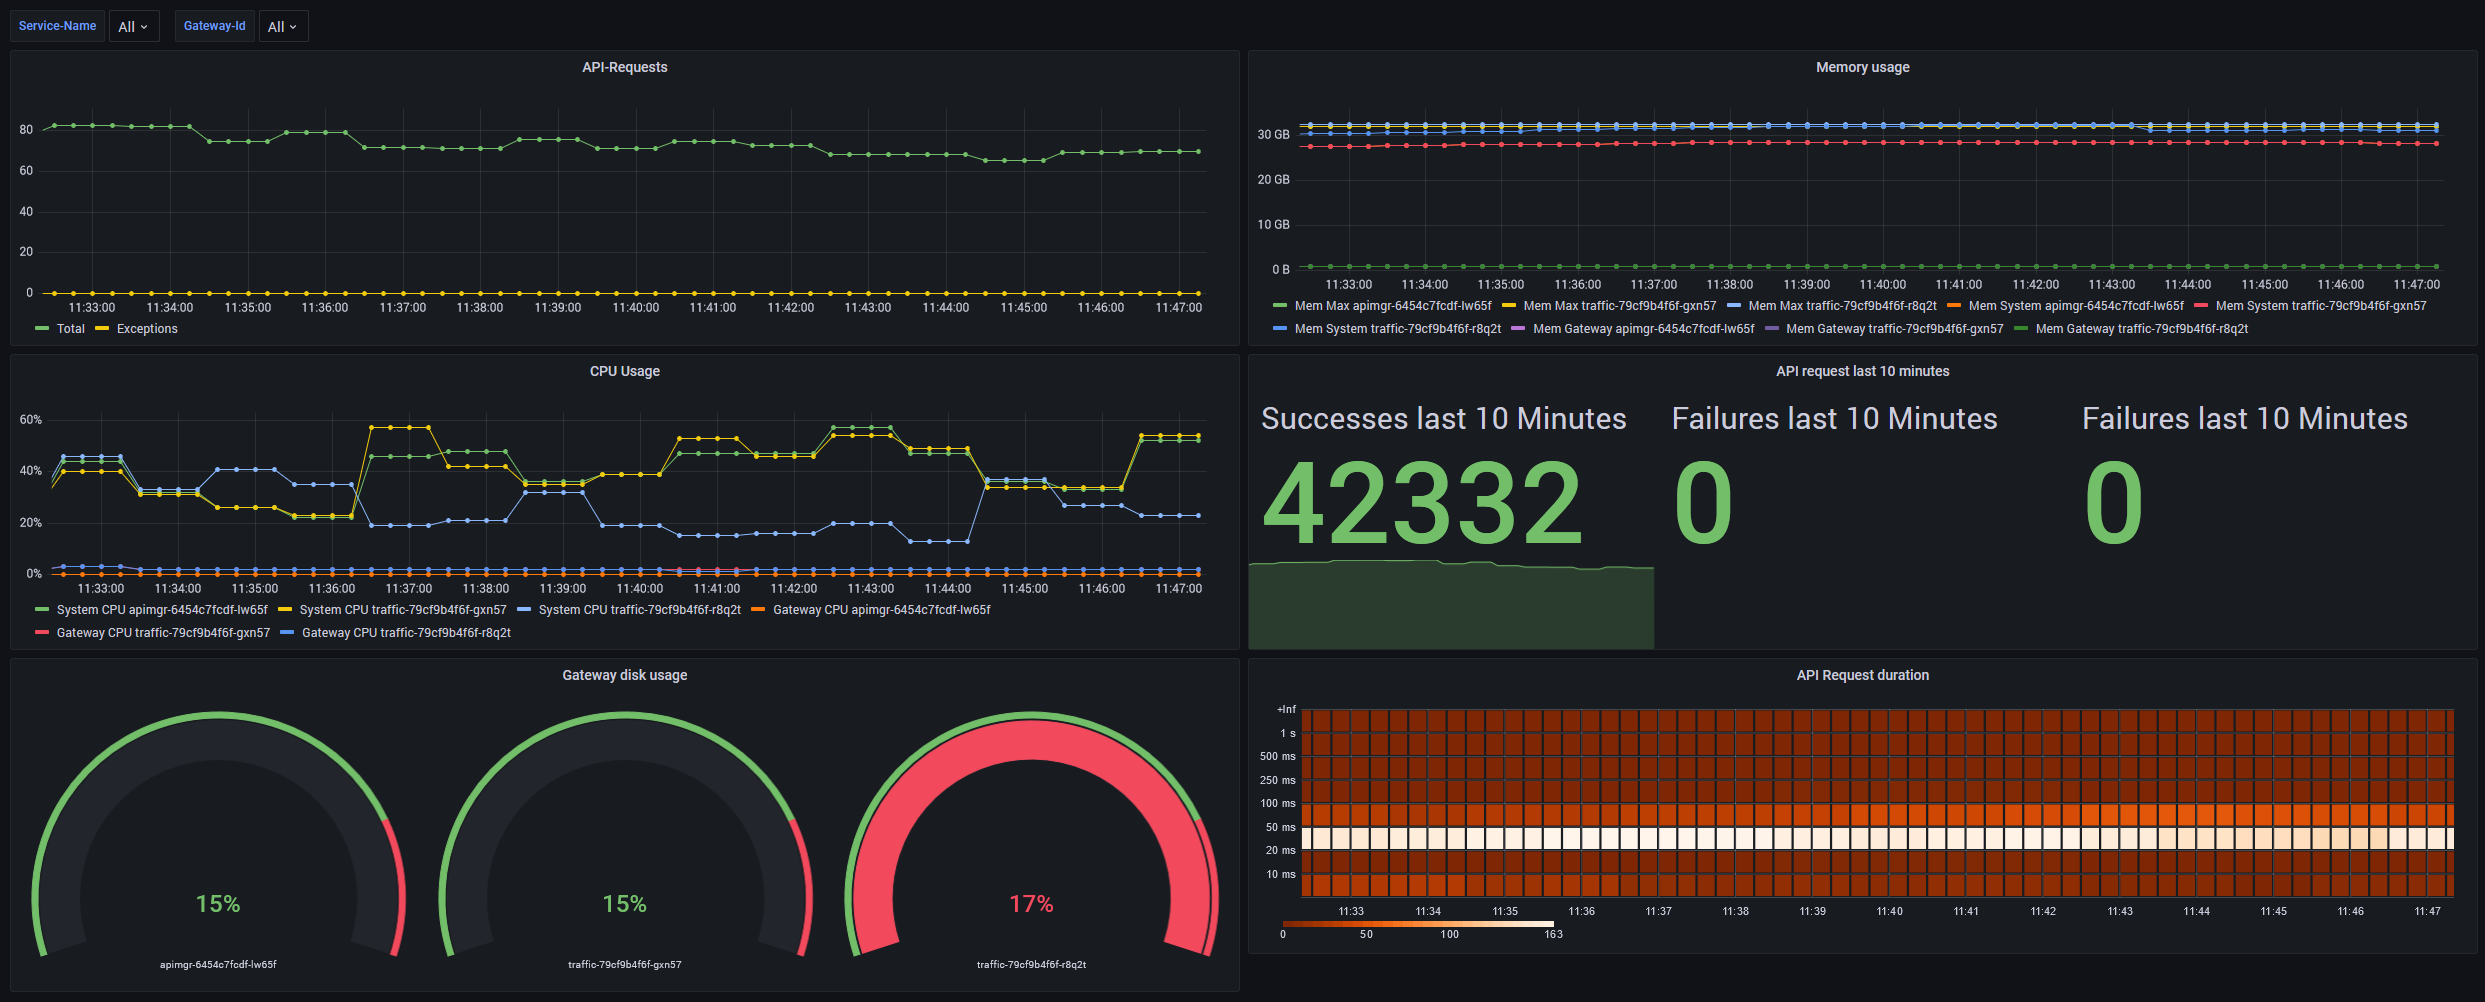 Service-Name All Gateway-Id All
API-Requests
80
60
40
20
0
11:33:00 11:34:00 11:35:00 11:36:00 11:37:00 11:38:00 11:39:00 11:40:00 11:41:00 11:42:00 11:43:00 11:44:00 11:45:00 11:46:00 11:47:00
Total Exceptions
Memory usage
30 GB
20 GB
10 GB
0 B
11:33:00 11:34:00 11:35:00 11:36:00 11:37:00 11:38:00 11:39:00 11:40:00 11:41:00 11:42:00 11:43:00 11:44:00 11:45:00 11:46:00 11:47:00
Mem Max apimgr-6454c7fcdf-lw65f Mem Max traffic-79cf9b4f6f-gxn57 Mem Max traffic-79cf9b4f6f-r8q2t Mem System apimgr-6454c7fcdf-lw65f Mem System traffic-79cf9b4f6f-gxn57
Mem System traffic-79cf9b4f6f-r8q2t Mem Gateway apimgr-6454c7fcdf-lw65f Mem Gateway traffic-79cf9b4f6f-gxn57 Mem Gateway traffic-79cf9b4f6f-r8q2t
CPU Usage
60%
40%
20%
0%
11:33:00 11:34:00 11:35:00 11:36:00 11:37:00 11:38:00 11:39:00 11:40:00 11:41:00 11:42:00 11:43:00 11:44:00 11:45:00 11:46:00 11:47:00
System CPU apimgr-6454c7fcdf-lw65f System CPU traffic-79cf9b4f6f-gxn57 System CPU traffic-79cf9b4f6f-r8q2t Gateway CPU apimgr-6454c7fcdf-lw65f
Gateway CPU traffic-79cf9b4f6f-gxn57 Gateway CPU traffic-79cf9b4f6f-r8q2t
API request last 10 minutes
Successes last 10 Minutes Failures last 10 Minutes Failures last 10 Minutes
42332 0 0
Gateway disk usage
15% 15% 17%
apimgr-6454c7fcdf-lw65f traffic-79cf9b4f6f-gxn57 traffic-79cf9b4f6f-r8q2t
API Request duration
+Inf
1 s
500 ms
250 ms
100 ms
50 ms
20 ms
10 ms
11:33 11:34 11:35 11:36 11:37 11:38 11:39 11:40 11:41 11:42 11:43 11:44 11:45 11:46 11:47
0 50 100 163